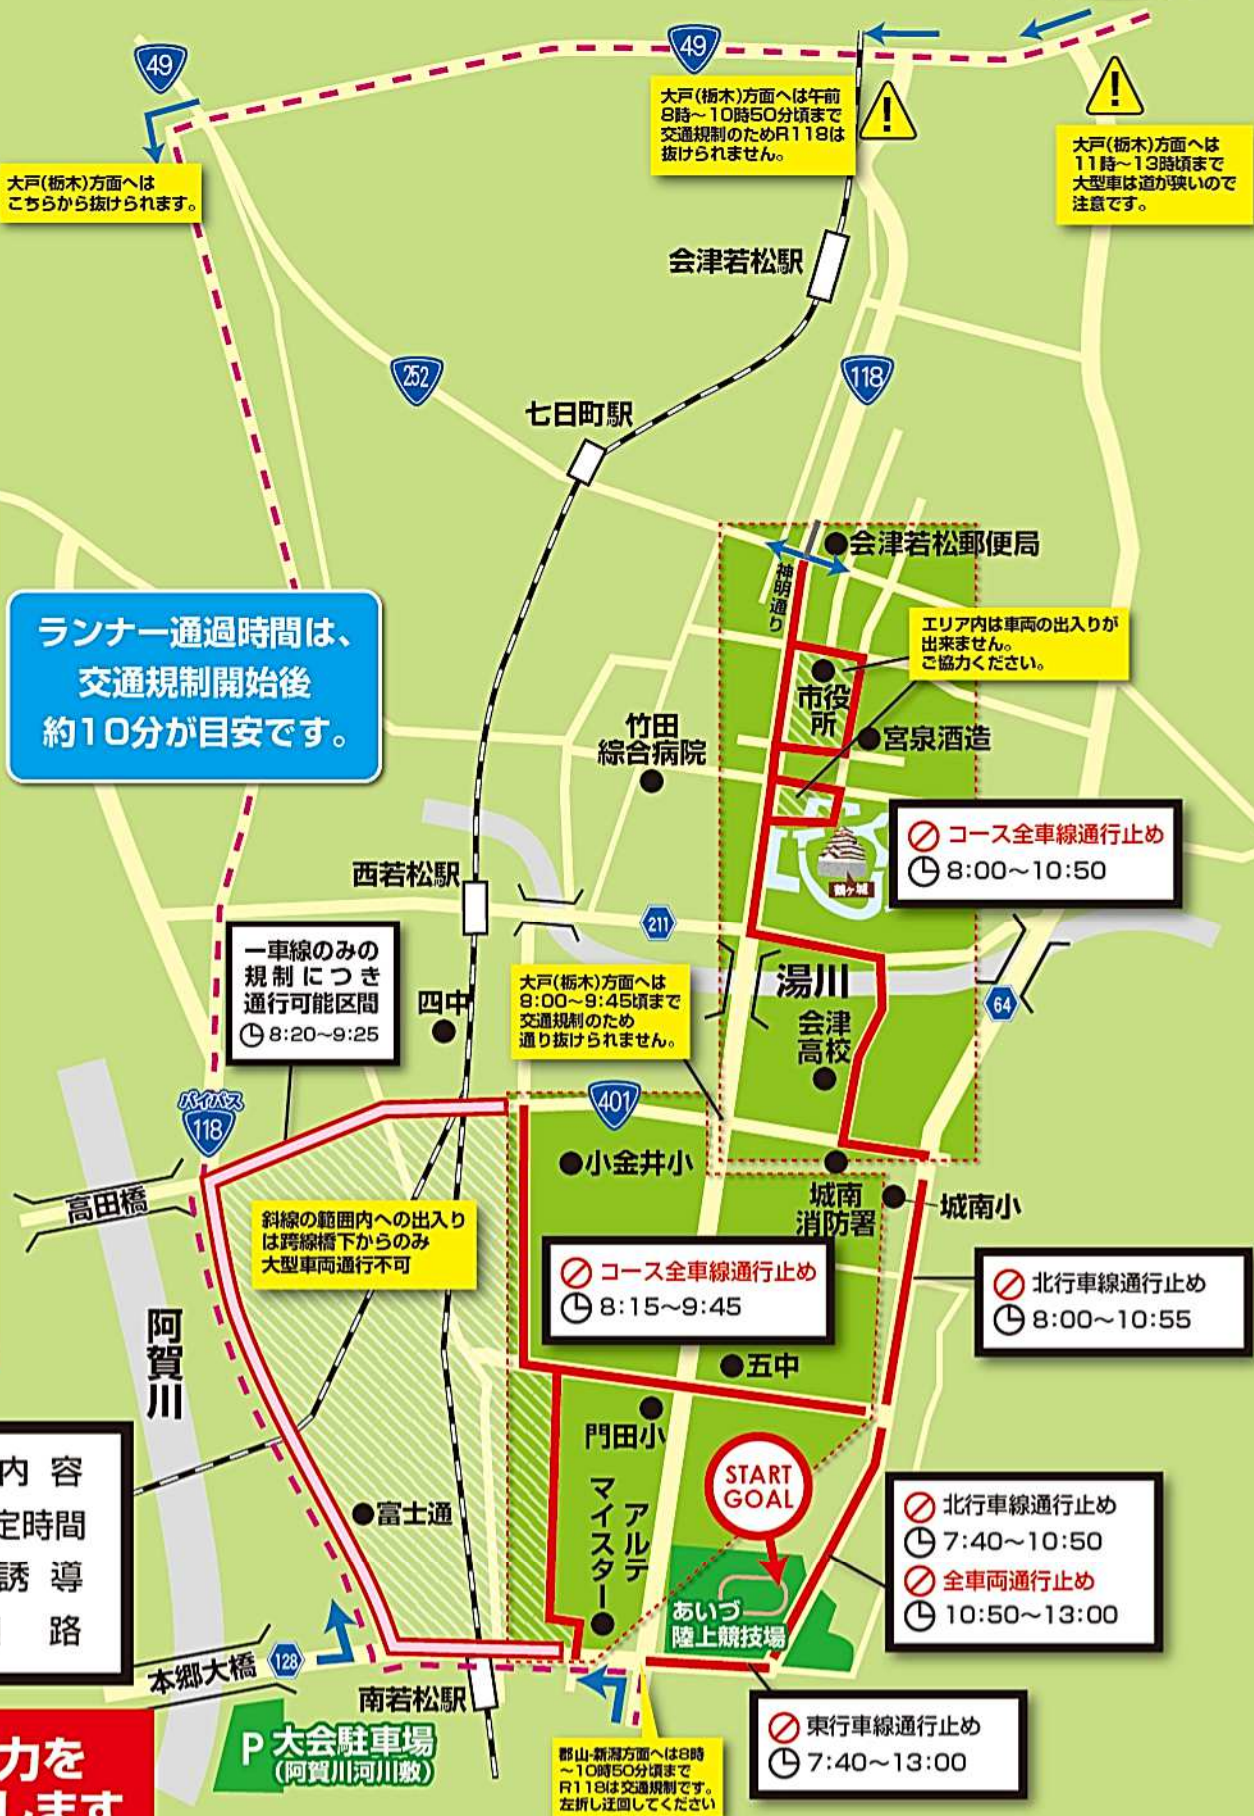 49
49
大戸(栃木)方面へは午前
8時～10時50分頃まで
交通規制のためR118は
抜けられません。
大戸(栃木)方面へは
11時～13時頃まで
大型車は道が狭いので
注意です。
大戸(栃木)方面へは
こちらから抜けられます。
会津若松駅
252
118
七日町駅
会津若松郵便局
神明通り
ランナー通過時間は、
交通規制開始後
約10分が目安です。
エリア内は車両の出入りが
出来ません。
ご協力ください。
市役
所
宮泉酒造
竹田
綜合病院
コース全車線通行止め
8:00～10:50
鶴ヶ城
西若松駅
211
一車線のみの
規制につき
通行可能区間
8:20～9:25
四中
大戸(栃木)方面へは
8:00～9:45頃まで
交通規制のため
通り抜けられません。
湯川
会津
高校
64
バイパス
118
401
小金井小
城南
消防署
城南小
高田橋
斜線の範囲内への出入り
は跨線橋下からのみ
大型車両通行不可
コース全車線通行止め
8:15～9:45
北行車線通行止め
8:00～10:55
阿賀川
五中
門田小
START
GOAL
内 容
定時間
誘 導
路
富士通
アルテ
マイスター
北行車線通行止め
7:40～10:50
全車両通行止め
10:50～13:00
あいづ
陸上競技場
本郷大橋
128
南若松駅
東行車線通行止め
7:40～13:00
力を
します
P 大会駐車場
(阿賀川河川敷)
郡山・新潟方面へは8時
～10時50分頃まで
R118は交通規制です。
左折し迂回してください